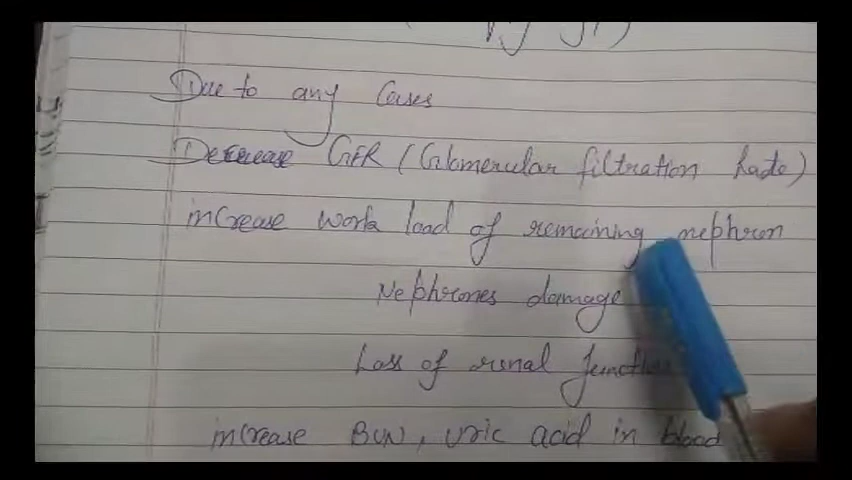 Due to any Cases
Decrease GFR (Glomerular filtration Rate)
increase work load of remaining nephron
Nephrones damage
Loss of renal function
increase BUN, uric acid in blood